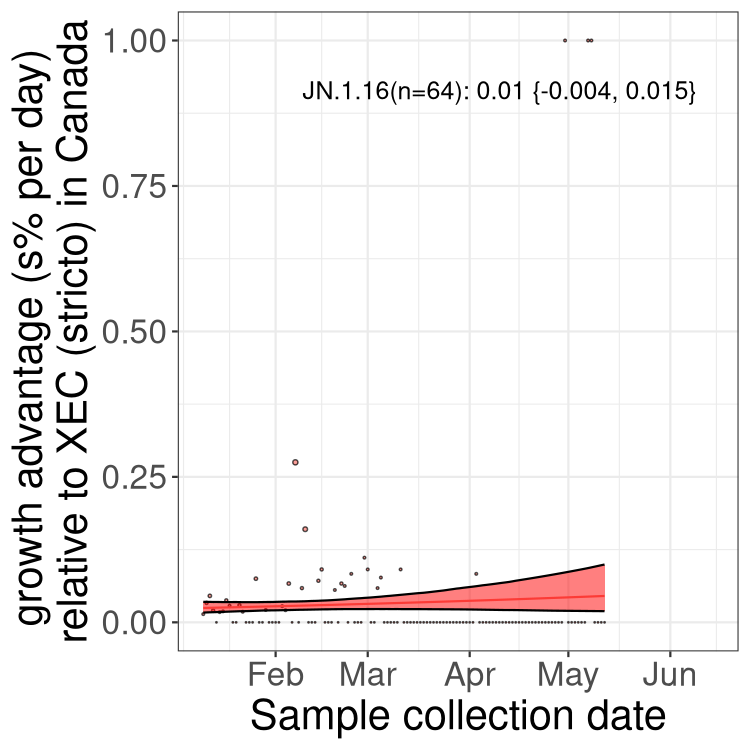 growth advantage (s% per day)
relative to XEC (stricto) in Canada
1.00
0.75
0.50
0.25
0.00
JN.1.16(n=64): 0.01 {-0.004, 0.015}
Feb Mar Apr May Jun
Sample collection date